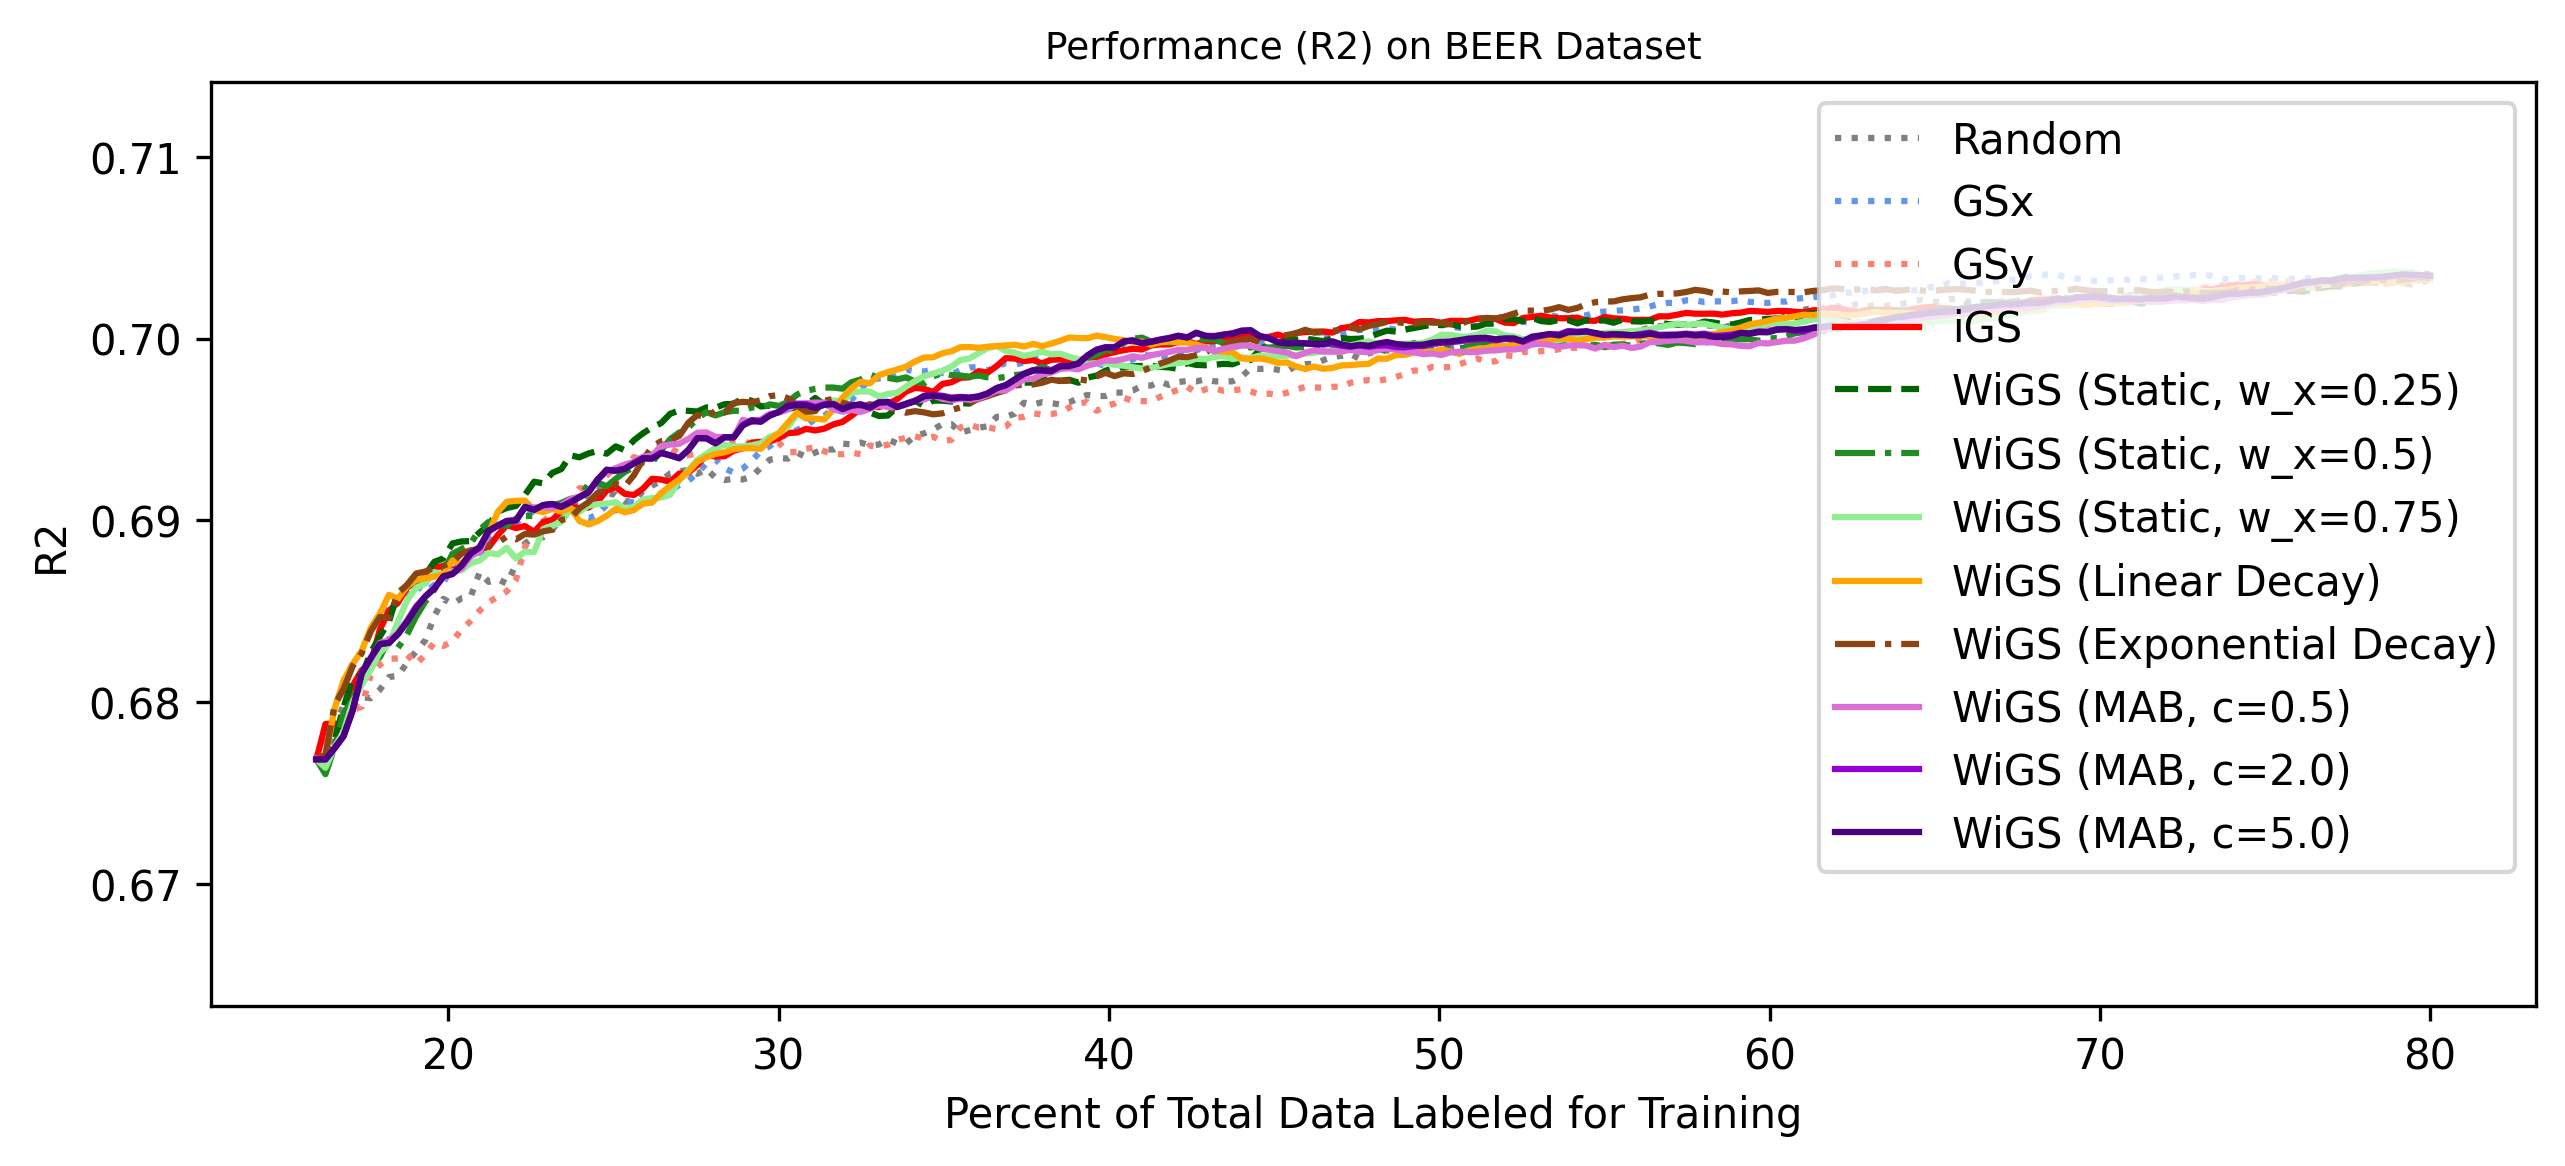 Performance (R2) on BEER Dataset
0.71
0.70
0.69
0.68
0.67
R2
20 30 40 50 60 70 80
Percent of Total Data Labeled for Training
Random
GSx
GSy
iGS
WiGS (Static, w_x=0.25)
WiGS (Static, w_x=0.5)
WiGS (Static, w_x=0.75)
WiGS (Linear Decay)
WiGS (Exponential Decay)
WiGS (MAB, c=0.5)
WiGS (MAB, c=2.0)
WiGS (MAB, c=5.0)